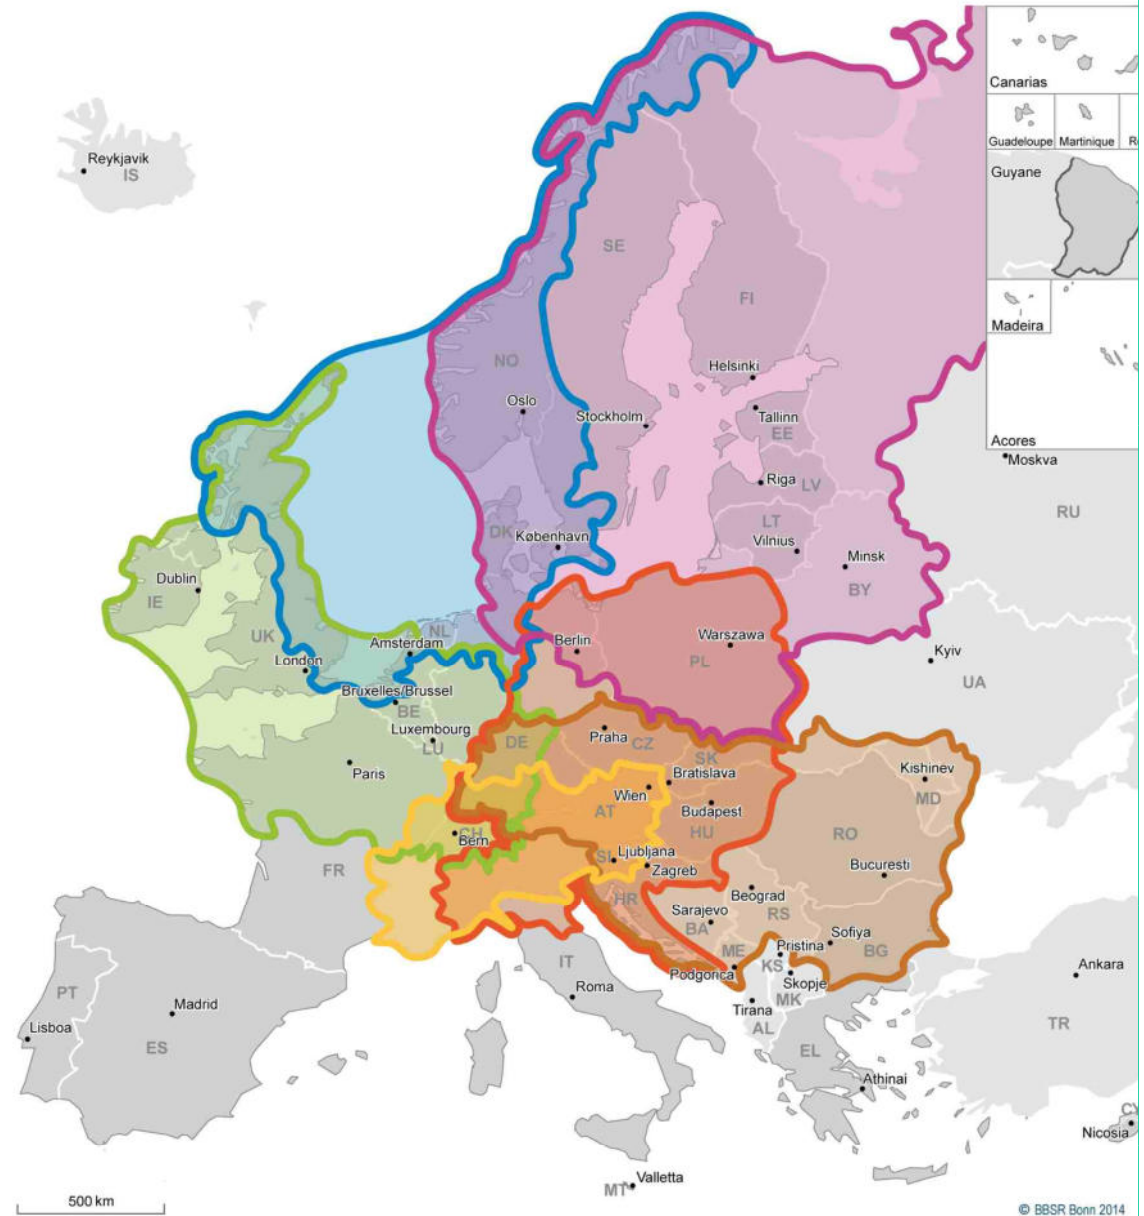 Canarias
Guadeloupe
Martinique
Guyane
Reykjavik
IS
SE
FI
Madeira
NO
Helsinki
Oslo
Stockholm
Tallinn
EE
Acores
Moskva
Riga
LV
RU
LT
DK
København
Vilnius
Minsk
BY
Dublin
IE
UK
NL
Amsterdam
Berlin
Warszawa
PL
Kyiv
London
UA
Bruxelles/Brussel
BE
Luxembourg
LU
DE
Praha
CZ
SK
Paris
Bratislava
Kishinev
MD
Wien
AT
Budapest
HU
RO
CH
Bern
SI
Ljubljana
Zagreb
Bucuresti
FR
HR
Beograd
Sarajevo
RS
BA
Sofiya
Pristina
ME
BG
IT
KS
Podgorica
Skopje
Ankara
PT
Roma
MK
Madrid
Tirana
AL
TR
Lisboa
ES
EL
Athinai
CY
Nicosia
Valletta
MT
500 km
© BBSR Bonn 2014